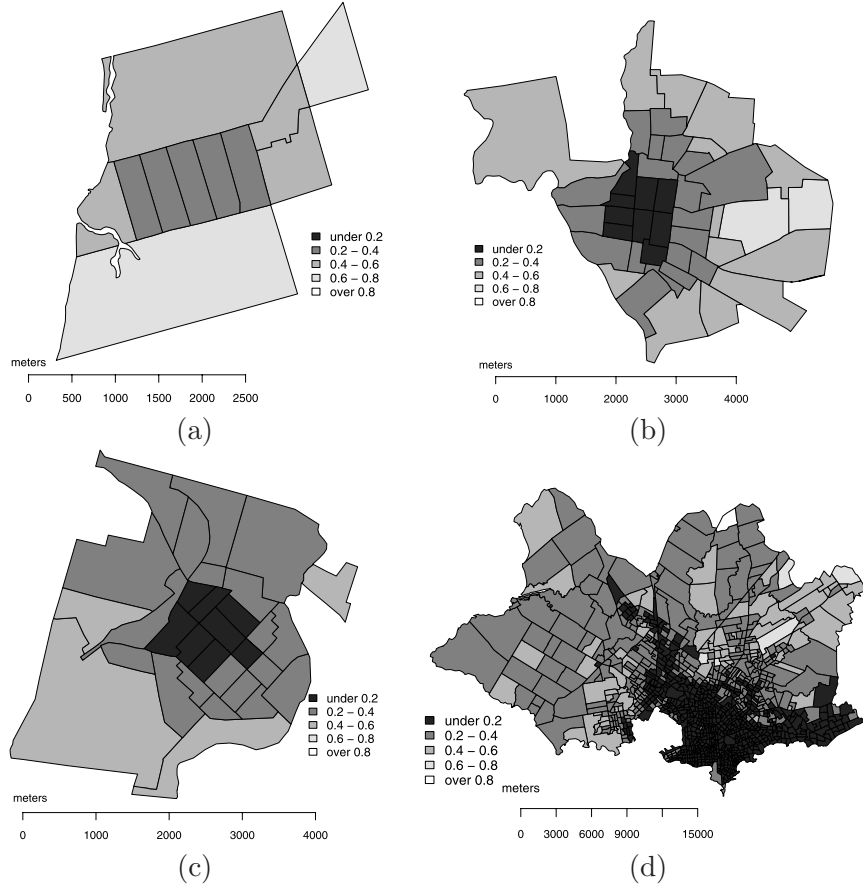 under 0.2
0.2 – 0.4
0.4 – 0.6
0.6 – 0.8
over 0.8
meters
0 500 1000 1500 2000 2500
(a)
under 0.2
0.2 – 0.4
0.4 – 0.6
0.6 – 0.8
over 0.8
meters
0 2000 3000 4000
(b)
under 0.2
0.2 – 0.4
0.4 – 0.6
0.6 – 0.8
over 0.8
meters
0 1000 2000 3000 4000
(c)
under 0.2
0.2 – 0.4
0.4 – 0.6
0.6 – 0.8
over 0.8
meters
0 3000 6000 9000 15000
(d)